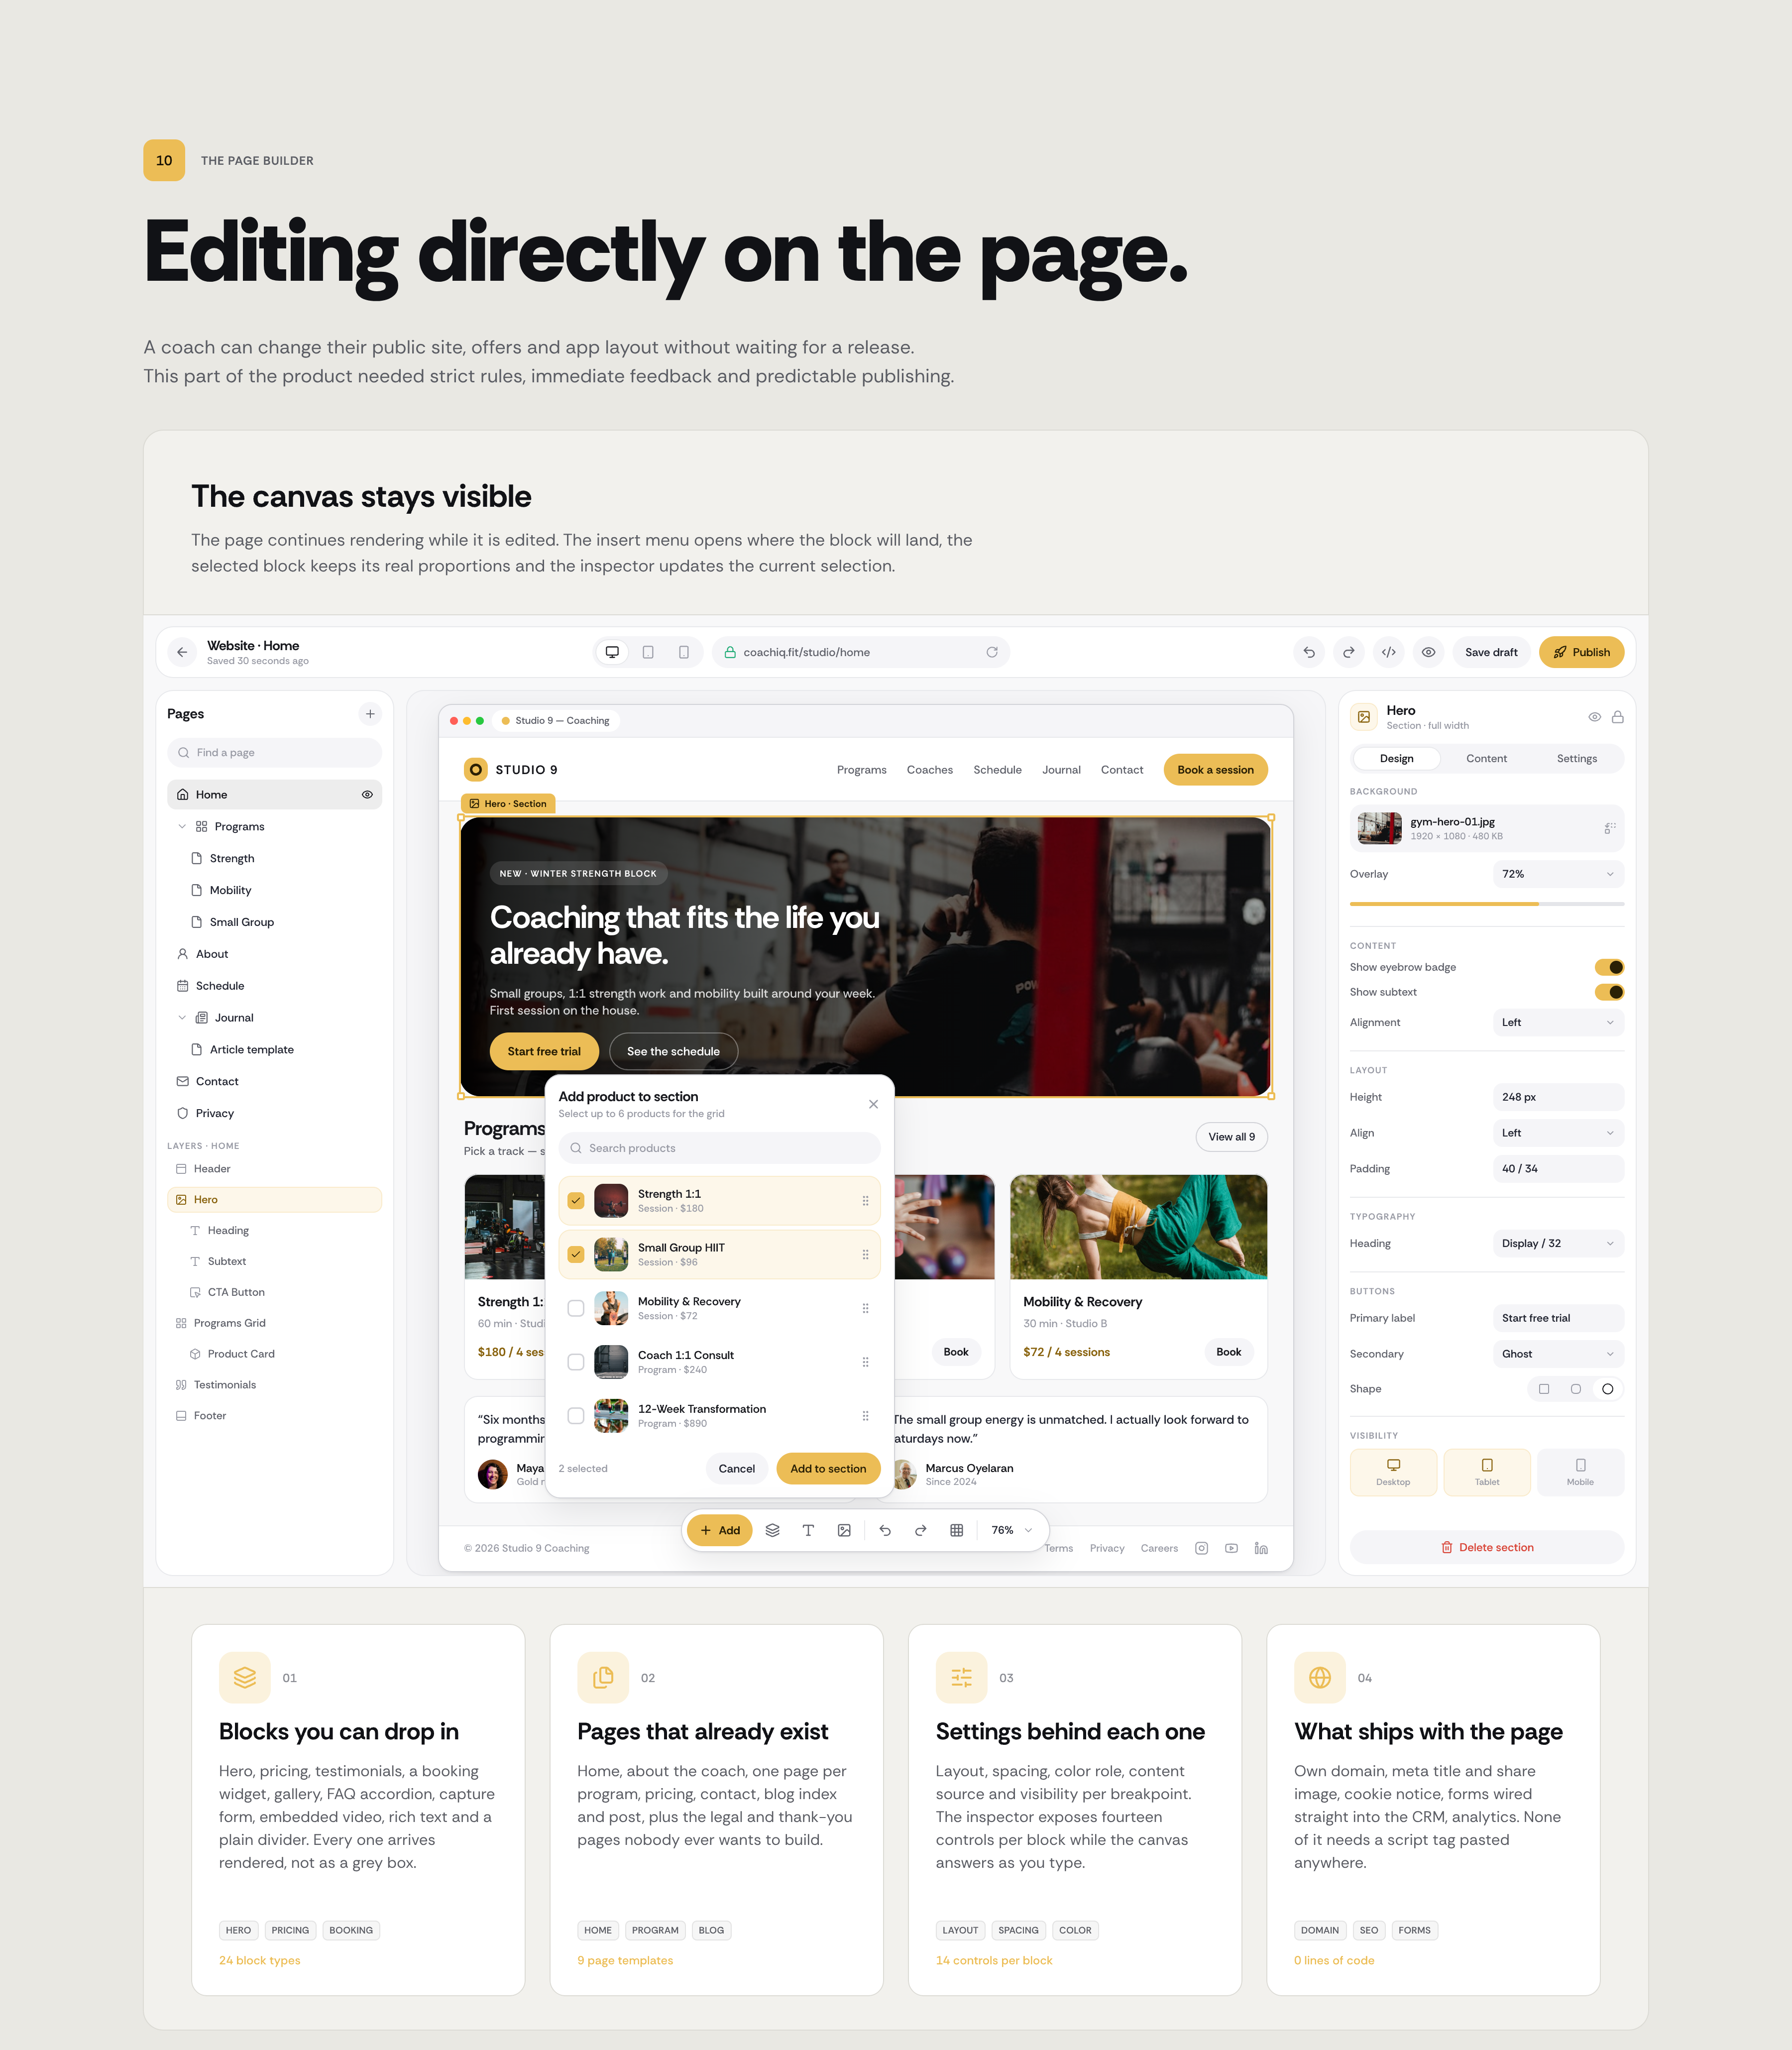 10
THE PAGE BUILDER
Editing directly on the page.
A coach can change their public site, offers and app layout without waiting for a release.
This part of the product needed strict rules, immediate feedback and predictable publishing.
The canvas stays visible
The page continues rendering while it is edited. The insert menu opens where the block will land, the
selected block keeps its real proportions and the inspector updates the current selection.
Website · Home
Saved 30 seconds ago
coachiq.fit/studio/home
Save draft
Publish
Pages
Find a page
Home
Programs
Strength
Mobility
Small Group
About
Schedule
Journal
Article template
Contact
Privacy
LAYERS · HOME
Header
Hero
Heading
Subtext
CTA Button
Programs Grid
Product Card
Testimonials
Footer
Studio 9 — Coaching
STUDIO 9
Programs
Coaches
Schedule
Journal
Contact
Book a session
Hero · Section
NEW · WINTER STRENGTH BLOCK
Coaching that fits the life you
already have.
Small groups, 1:1 strength work and mobility built around your week.
First session on the house.
Start free trial
See the schedule
Programs
Pick a track — s
View all 9
Strength 1:
60 min · Studi
$180 / 4 ses
Book
Mobility & Recovery
30 min · Studio B
$72 / 4 sessions
Book
“Six months
programmin
Maya
Gold
The small group energy is unmatched. I actually look forward to
aturdays now.”
Marcus Oyelaran
Since 2024
Add product to section
Select up to 6 products for the grid
Search products
Strength 1:1
Session · $180
Small Group HIIT
Session · $96
Mobility & Recovery
Session · $72
Coach 1:1 Consult
Program · $240
12-Week Transformation
Program · $890
2 selected
Cancel
Add to section
Add
76%
© 2026 Studio 9 Coaching
Terms
Privacy
Careers
Hero
Section · full width
Design
Content
Settings
BACKGROUND
gym-hero-01.jpg
1920 × 1080 · 480 KB
Overlay
72%
CONTENT
Show eyebrow badge
Show subtext
Alignment
Left
LAYOUT
Height
248 px
Align
Left
Padding
40 / 34
TYPOGRAPHY
Heading
Display / 32
BUTTONS
Primary label
Start free trial
Secondary
Ghost
Shape
VISIBILITY
Desktop
Tablet
Mobile
Delete section
01
Blocks you can drop in
Hero, pricing, testimonials, a booking
widget, gallery, FAQ accordion, capture
form, embedded video, rich text and a
plain divider. Every one arrives
rendered, not as a grey box.
HERO
PRICING
BOOKING
24 block types
02
Pages that already exist
Home, about the coach, one page per
program, pricing, contact, blog index
and post, plus the legal and thank-you
pages nobody ever wants to build.
HOME
PROGRAM
BLOG
9 page templates
03
Settings behind each one
Layout, spacing, color role, content
source and visibility per breakpoint.
The inspector exposes fourteen
controls per block while the canvas
answers as you type.
LAYOUT
SPACING
COLOR
14 controls per block
04
What ships with the page
Own domain, meta title and share
image, cookie notice, forms wired
straight into the CRM, analytics. None
of it needs a script tag pasted
anywhere.
DOMAIN
SEO
FORMS
0 lines of code